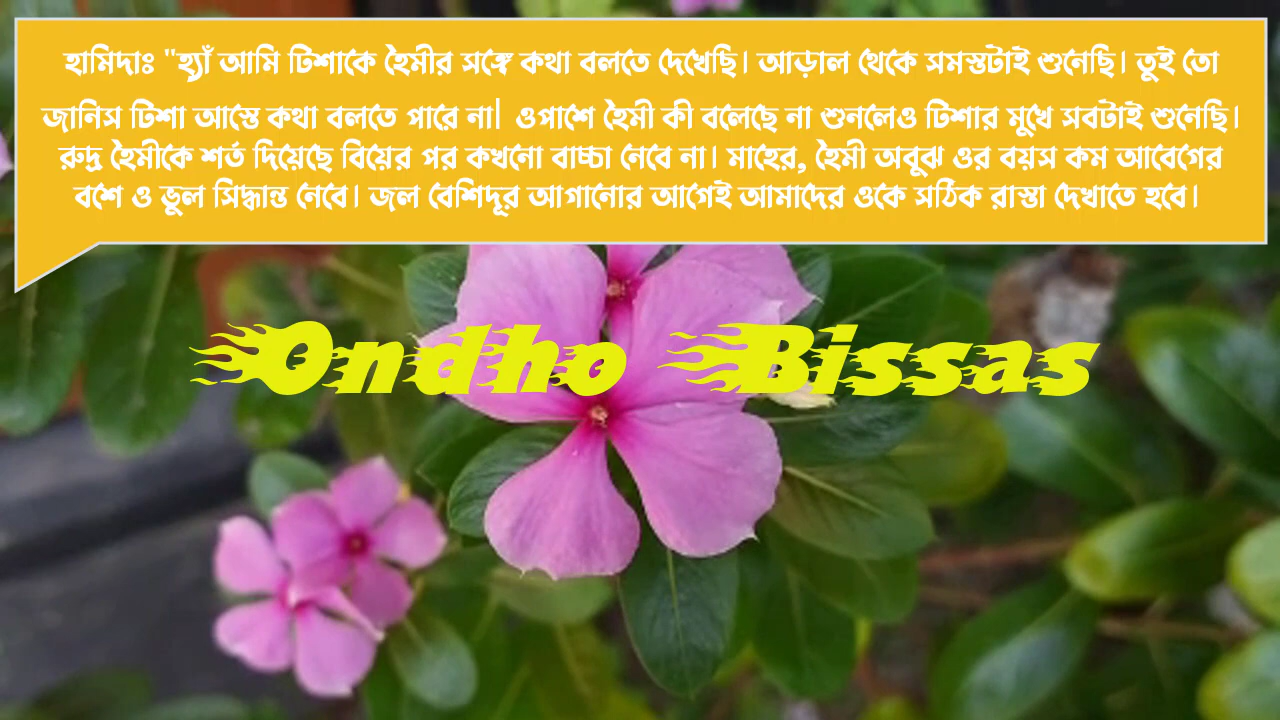 হামিদাঃ "হ্যাঁ আমি টিশাকে হৈমীর সঙ্গে কথা বলতে দেখেছি। আড়াল থেকে সমস্তটাই শুনেছি। তুই তো
জানিস টিশা আস্তে কথা বলতে পারে না| ওপাশে হৈমী কী বলেছে না শুনলেও টিশার মুখে সবটাই শুনেছি।
রুদ্র হৈমীকে শর্ত দিয়েছে বিয়ের পর কখনো বাচ্চা নেবে না। মাহের, হৈমী অবুঝ ওর বয়স কম আবেগের
বশে ও ভুল সিদ্ধান্ত নেবে। জল বেশিদূর আগানোর আগেই আমাদের ওকে সঠিক রাস্তা দেখাতে হবে।
Ondho Bissas